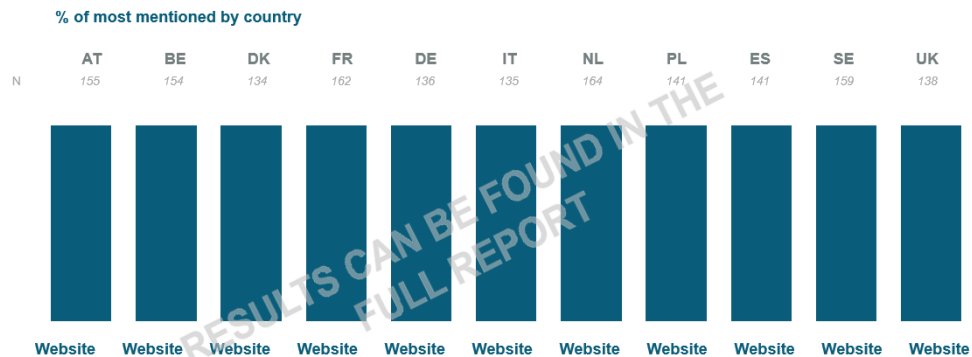 % of most mentioned by country
AT BE DK FR DE IT NL PL ES SE UK
N 155 154 134 162 136 135 164 141 141 159 138
RESULTS CAN BE FOUND IN THE
FULL REPORT
Website Website Website Website Website Website Website Website Website Website Website